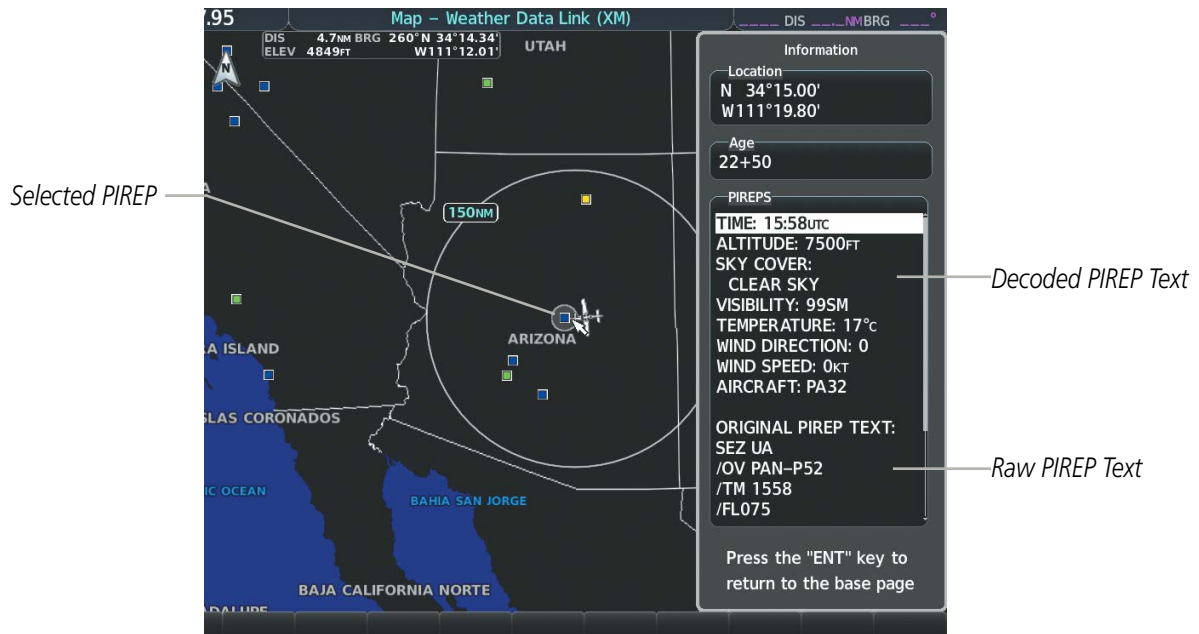 .95
Map – Weather Data Link (XM)
____ DIS __._NM BRG ___°
DIS 4.7NM BRG 260°N 34°14.34'
ELEV 4849FT W111°12.01'
N
UTAH
150NM
ARIZONA
A ISLAND
SLAS CORONADOS
IC OCEAN
BAHIA SAN JORGE
BAJA CALIFORNIA NORTE
ADALUPE
Information
Location
N 34°15.00'
W111°19.80'
Age
22+50
PIREPS
TIME: 15:58UTC
ALTITUDE: 7500FT
SKY COVER:
CLEAR SKY
VISIBILITY: 99SM
TEMPERATURE: 17°C
WIND DIRECTION: 0
WIND SPEED: 0KT
AIRCRAFT: PA32
ORIGINAL PIREP TEXT:
SEZ UA
/OV PAN–P52
/TM 1558
/FL075
Press the "ENT" key to
return to the base page
Selected PIREP
Decoded PIREP Text
Raw PIREP Text